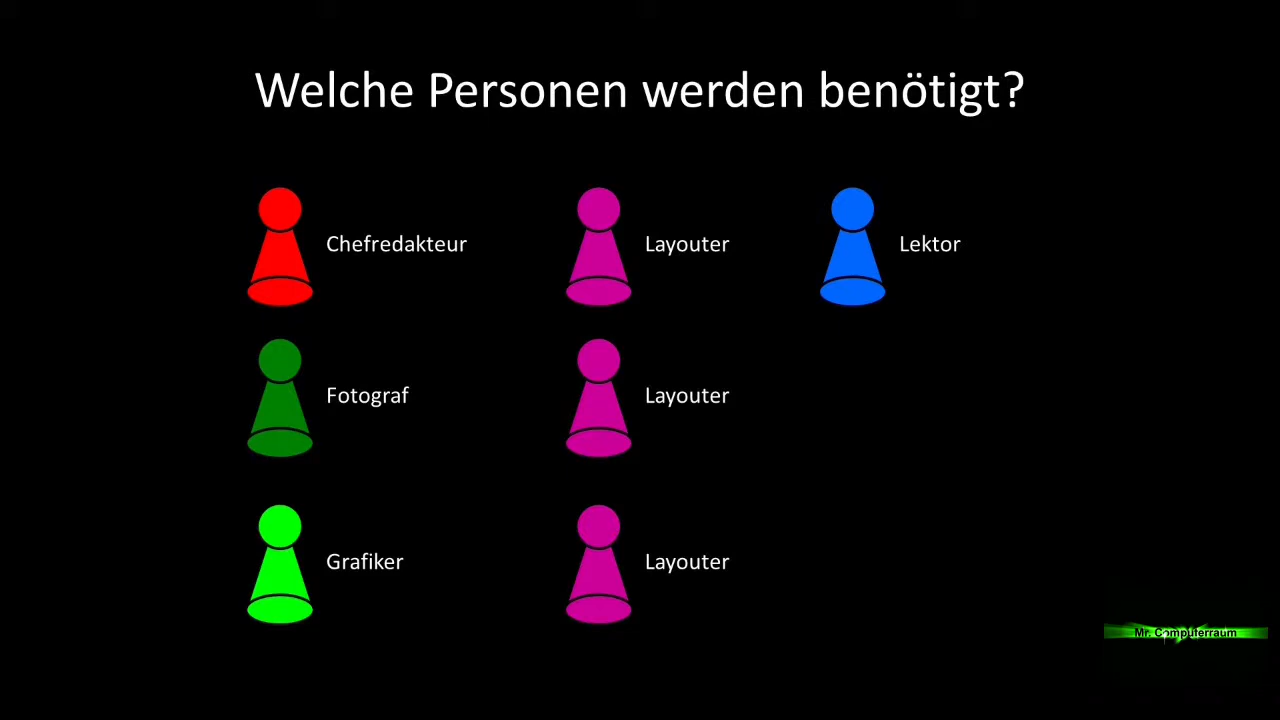 Welche Personen werden benötigt?
Chefredakteur
Layouter
Lektor
Fotograf
Layouter
Grafiker
Layouter
Mr. Computerraum